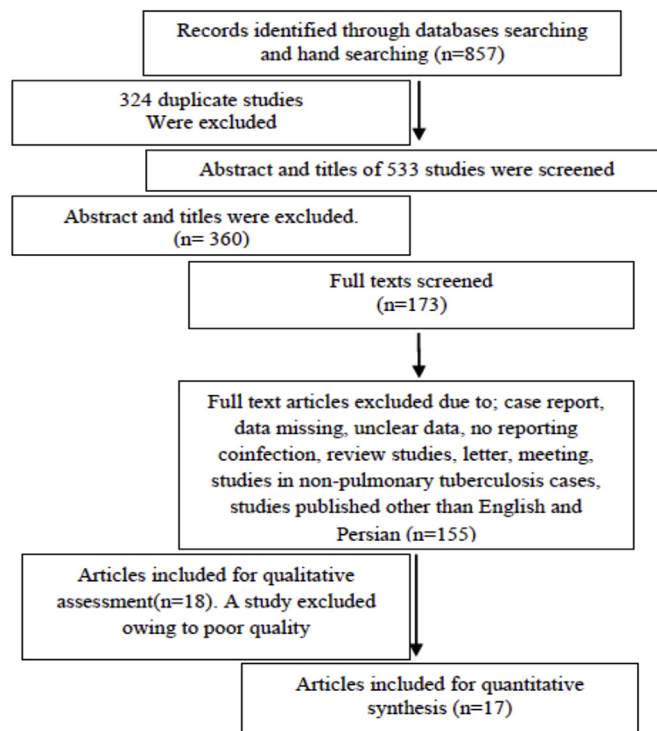 Records identified through databases searching
and hand searching (n=857)
324 duplicate studies
Were excluded
Abstract and titles of 533 studies were screened
Abstract and titles were excluded.
(n= 360)
Full texts screened
(n=173)
Full text articles excluded due to; case report,
data missing, unclear data, no reporting
coinfection, review studies, letter, meeting,
studies in non-pulmonary tuberculosis cases,
studies published other than English and
Persian (n=155)
Articles included for qualitative
assessment(n=18). A study excluded
owing to poor quality
Articles included for quantitative
synthesis (n=17)